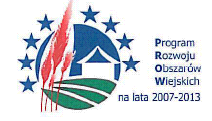 Program
Rozwoju
Obszarów
Wiejskich
na lata 2007-2013